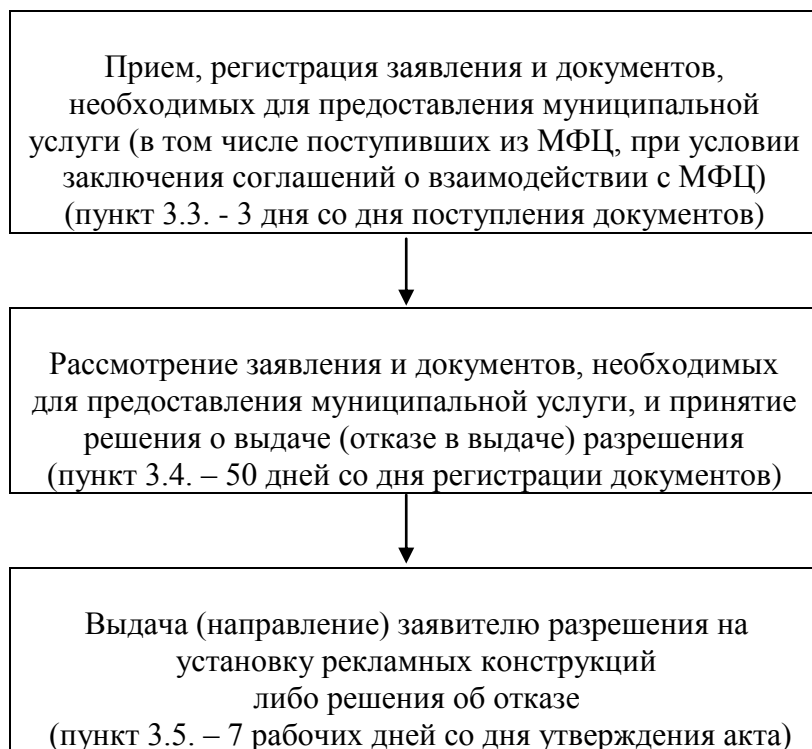 Прием, регистрация заявления и документов,
необходимых для предоставления муниципальной
услуги (в том числе поступивших из МФЦ, при условии
заключения соглашений о взаимодействии с МФЦ)
(пункт 3.3. - 3 дня со дня поступления документов)
Рассмотрение заявления и документов, необходимых
для предоставления муниципальной услуги, и принятие
решения о выдаче (отказе в выдаче) разрешения
(пункт 3.4. – 50 дней со дня регистрации документов)
Выдача (направление) заявителю разрешения на
установку рекламных конструкций
либо решения об отказе
(пункт 3.5. – 7 рабочих дней со дня утверждения акта)